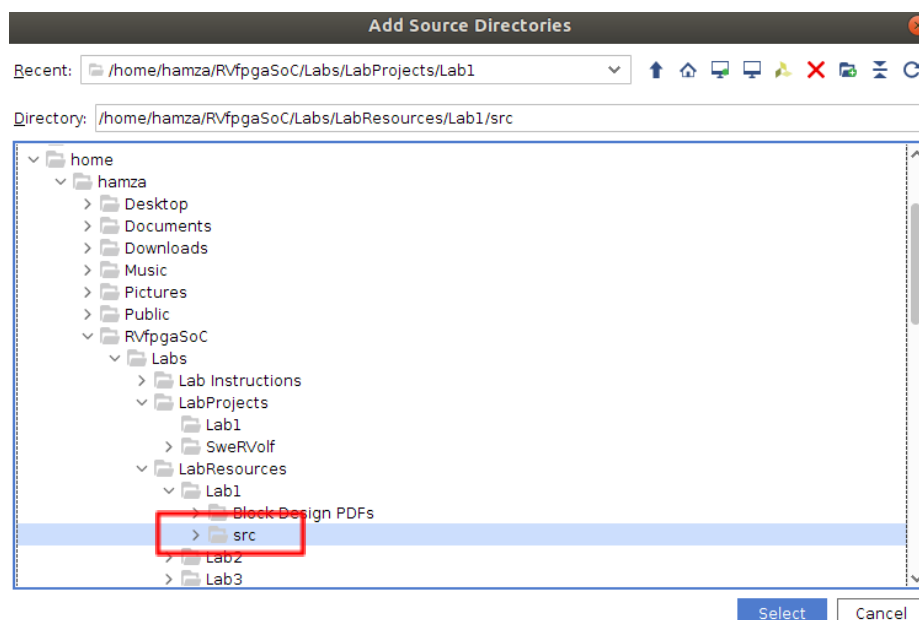 Add Source Directories
Recent: /home/hamza/RVfpgaSoC/Labs/LabProjects/Lab1
Directory: /home/hamza/RVfpgaSoC/Labs/LabResources/Lab1/src
home
hamza
Desktop
Documents
Downloads
Music
Pictures
Public
RVfpgaSoC
Labs
Lab Instructions
LabProjects
Lab1
SweRVolf
LabResources
Lab1
Block Design PDFs
src
Lab2
Lab3
Select Cancel